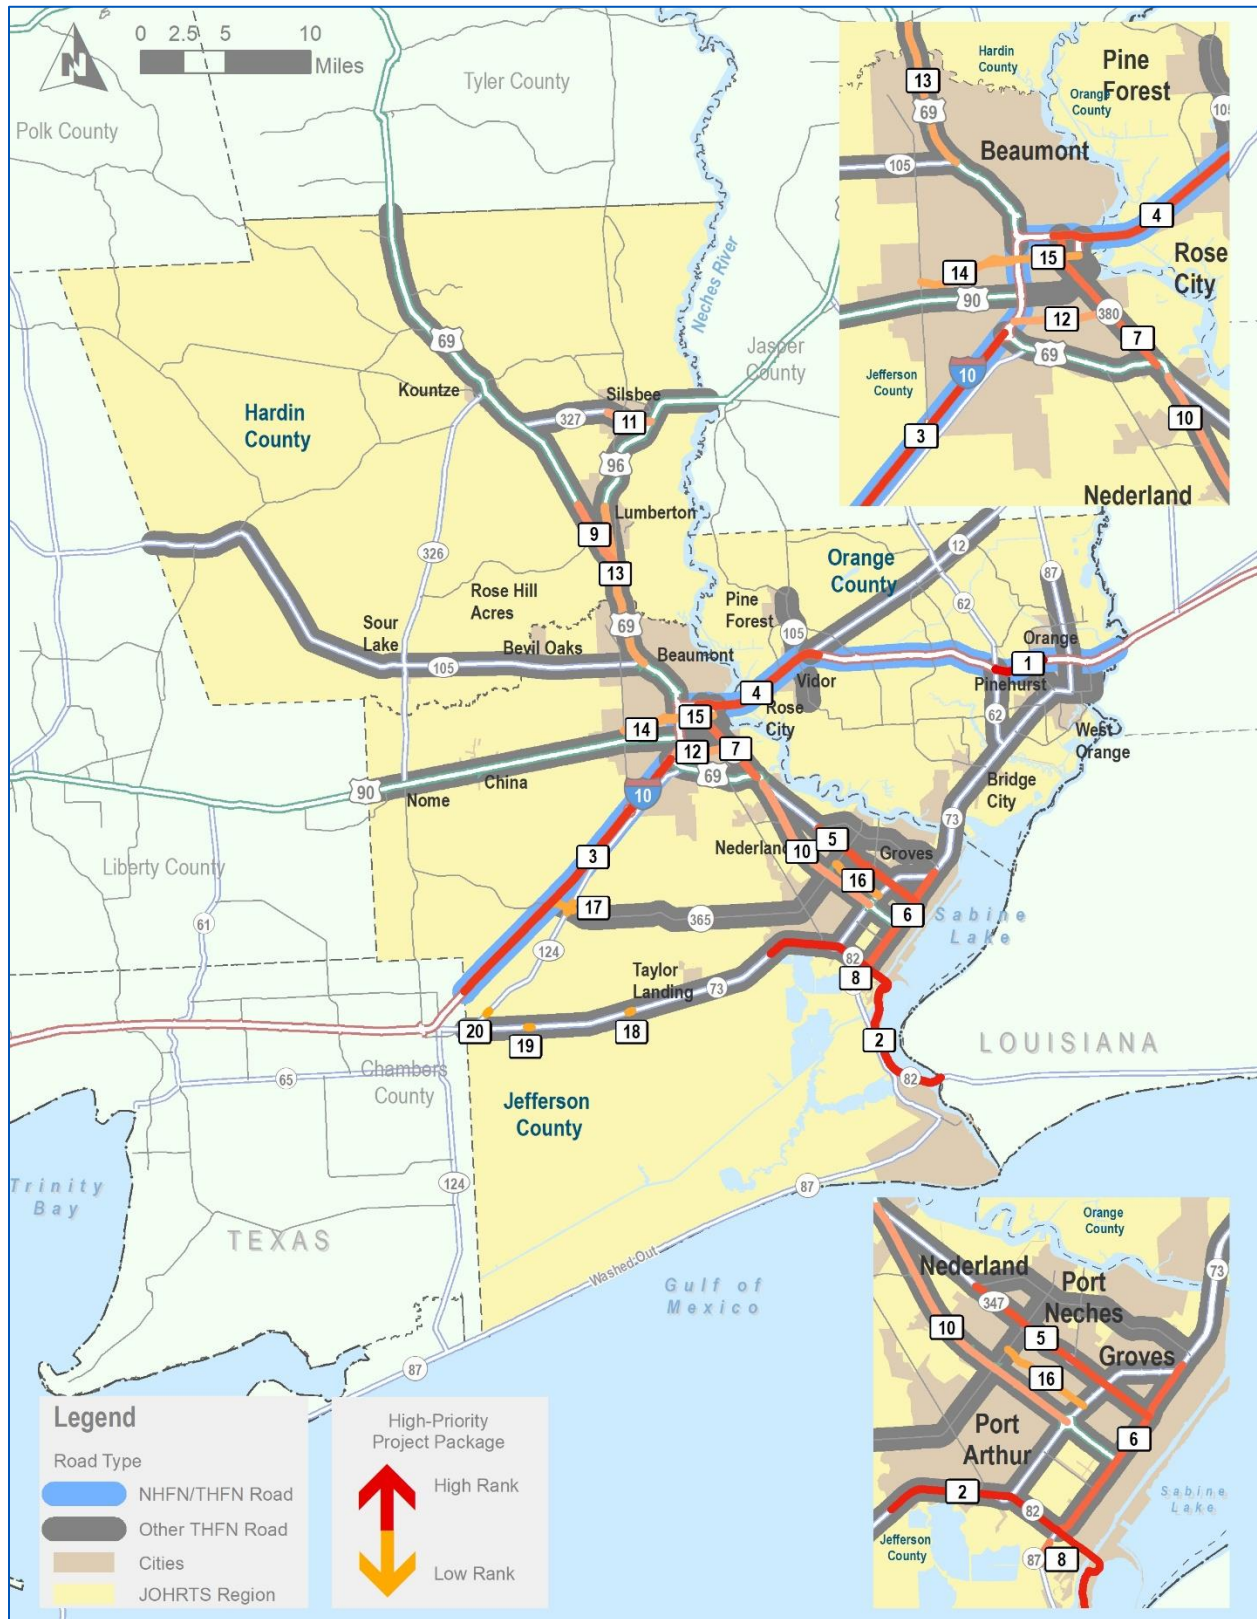 N
0 2.5 5 10
Miles
Polk County
Tyler County
Hardin
County
69
Kountze
Neches River
Jasper
County
Silsbee
327
11
96
Lumberton
9
13
326
Rose Hill
Acres
69
Sour
Lake
Bevil Oaks
105
Beaumont
Pine
Forest
105
Orange
County
12
62
87
Orange
1
Pinehurst
Vidor
4
Rose
City
62
West
Orange
15
14
12
7
69
90
Nome
China
10
Bridge
City
73
Liberty County
3
Nederland
10
5
Groves
16
17
365
6
Sabine
Lake
61
124
Taylor
Landing
73
82
8
20
19
18
2
LOUISIANA
82
65
Chambers
County
Jefferson
County
Trinity
Bay
124
87
TEXAS
Washed Out
Gulf of
Mexico
87
Hardin
County
Pine
Forest
13
69
Orange
County
105
Beaumont
105
4
Rose
City
15
14
90
12
380
7
69
Jefferson
County
10
10
3
Nederland
Orange
County
Nederland
Port
Neches
73
347
10
5
Groves
16
Port
Arthur
6
2
82
Sabine
Lake
Jefferson
County
87
8
Legend
Road Type
NHFN/THFN Road
Other THFN Road
Cities
JOHRTS Region
High-Priority
Project Package
High Rank
Low Rank